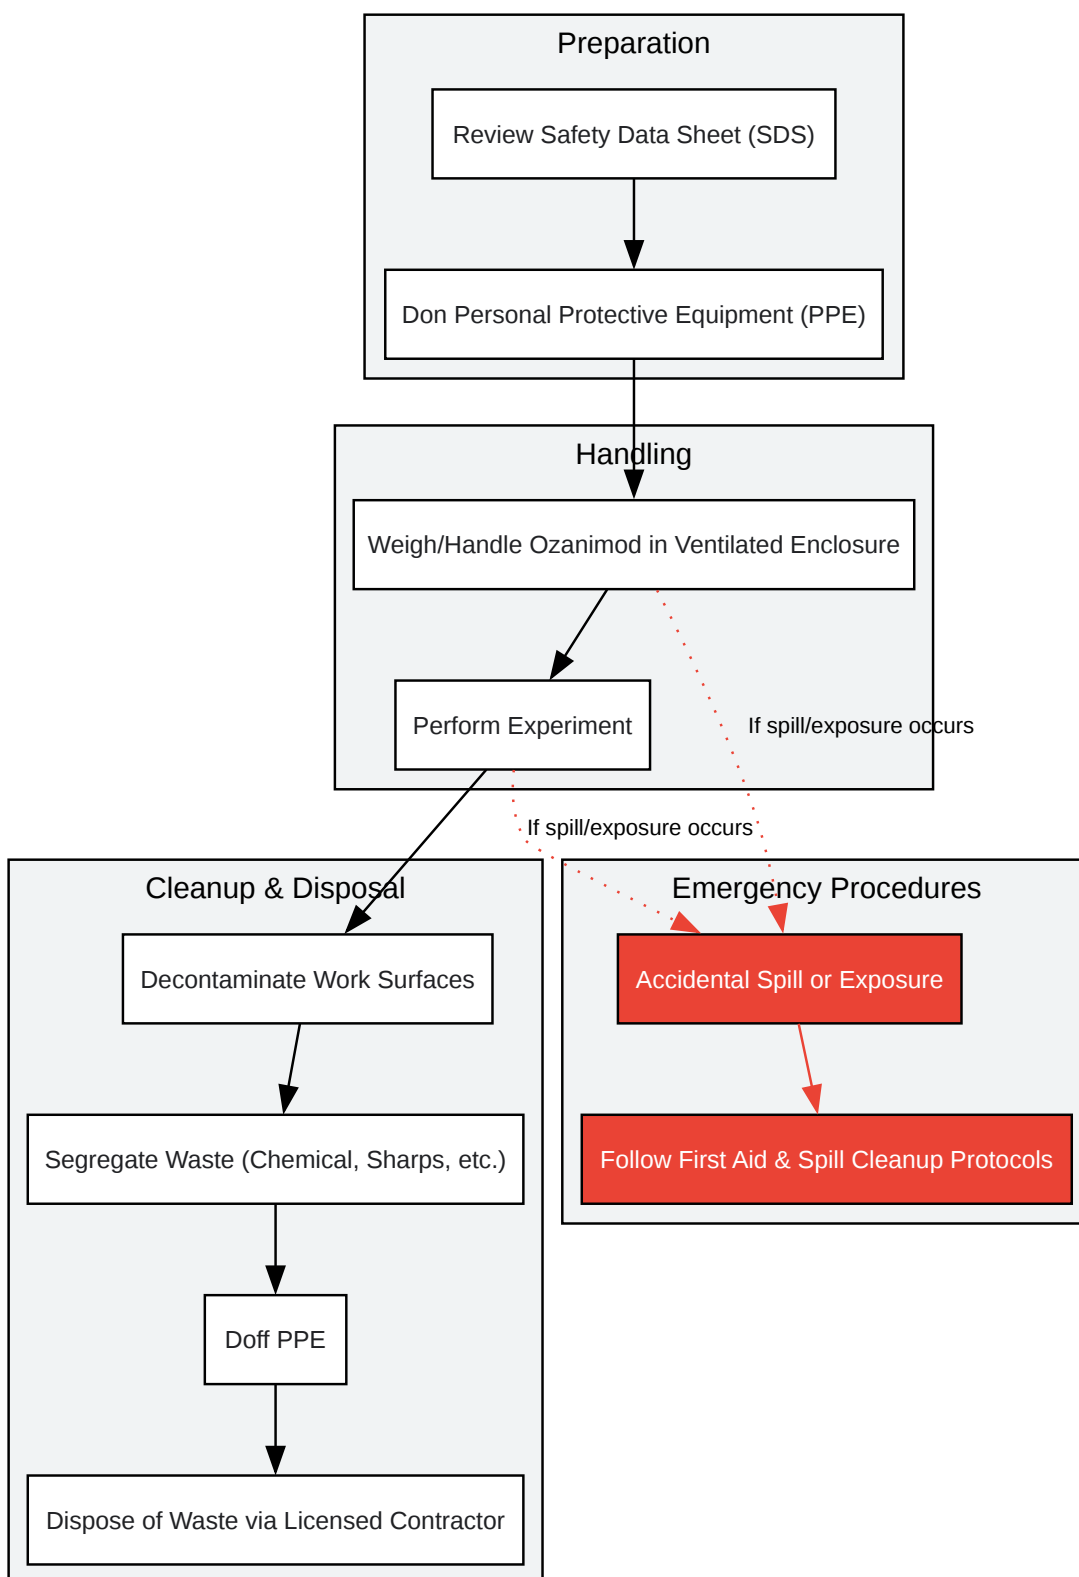 Preparation
Review Safety Data Sheet (SDS)
Don Personal Protective Equipment (PPE)
Handling
Weigh/Handle Ozanimod in Ventilated Enclosure
Perform Experiment
If spill/exposure occurs
If spill/exposure occurs
Cleanup & Disposal
Decontaminate Work Surfaces
Segregate Waste (Chemical, Sharps, etc.)
Doff PPE
Dispose of Waste via Licensed Contractor
Emergency Procedures
Accidental Spill or Exposure
Follow First Aid & Spill Cleanup Protocols